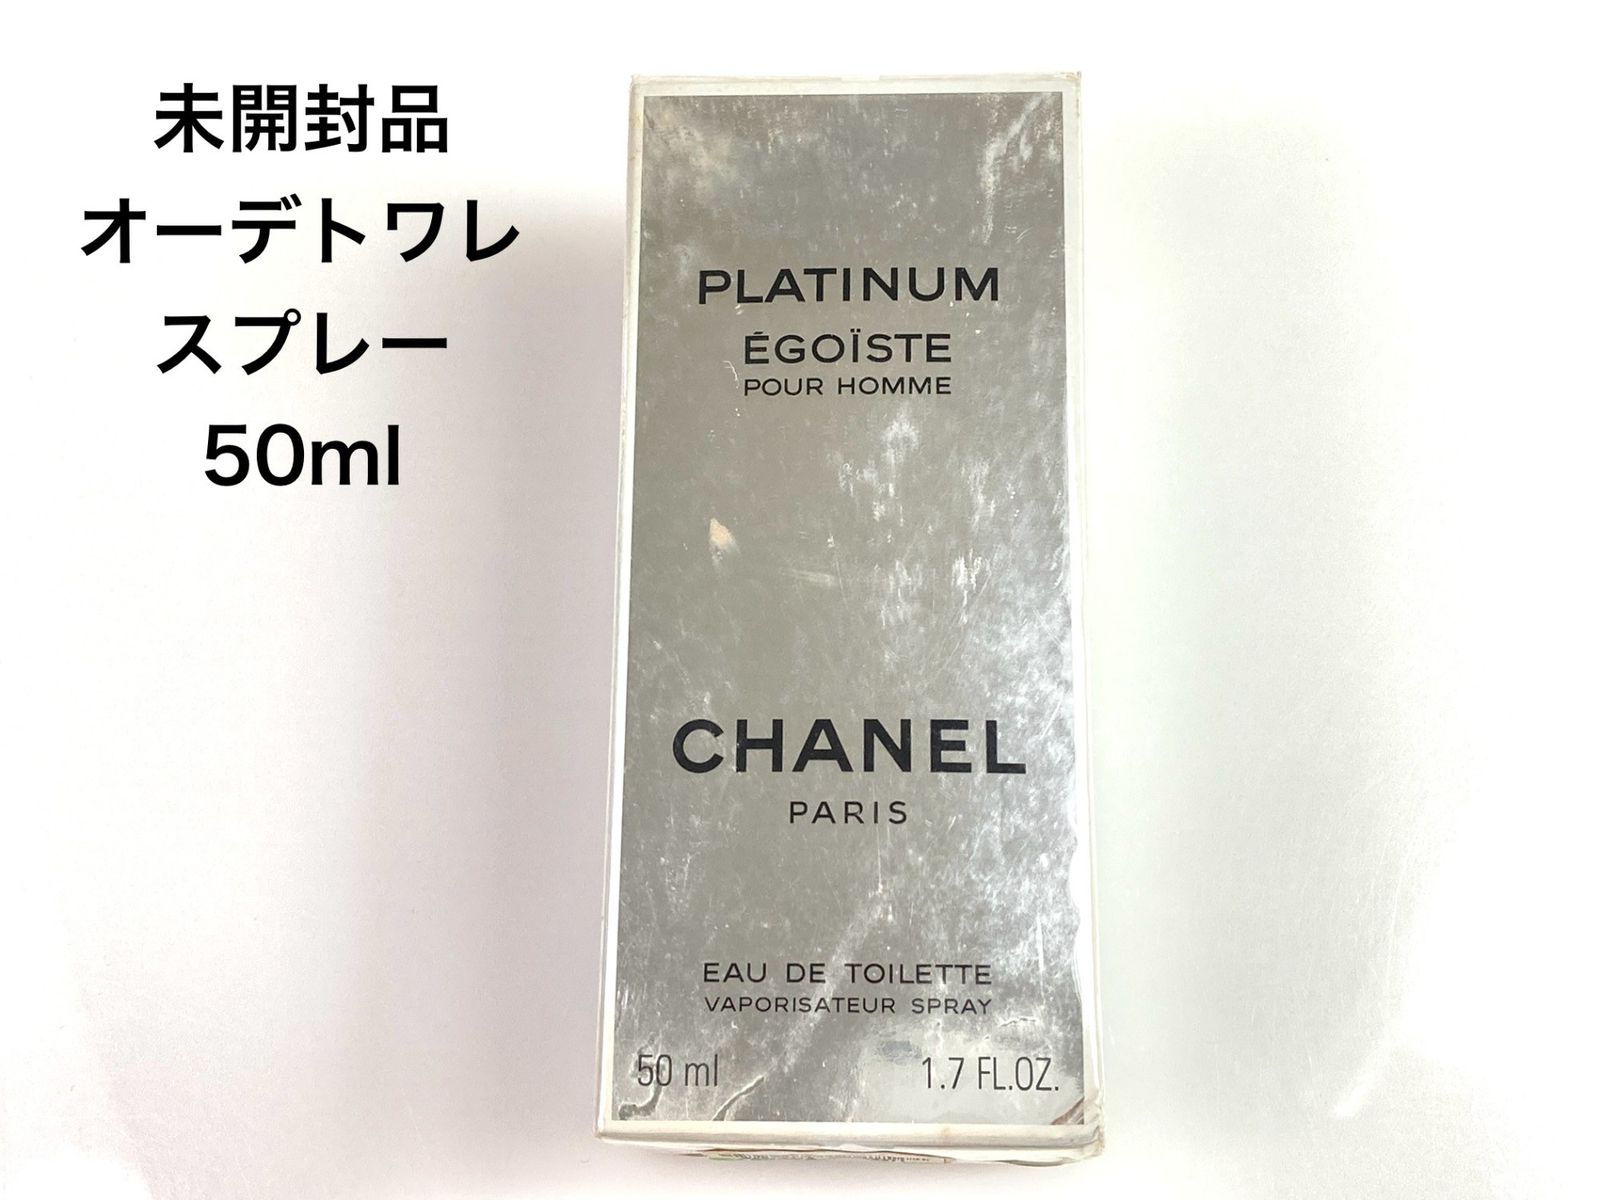 未開封品
オーデトワレ
スプレー
50ml
PLATINUM
ÉGOÏSTE
POUR HOMME
CHANEL
PARIS
EAU DE TOILETTE
VAPORISATEUR SPRAY
50 ml 1.7 FL.OZ.